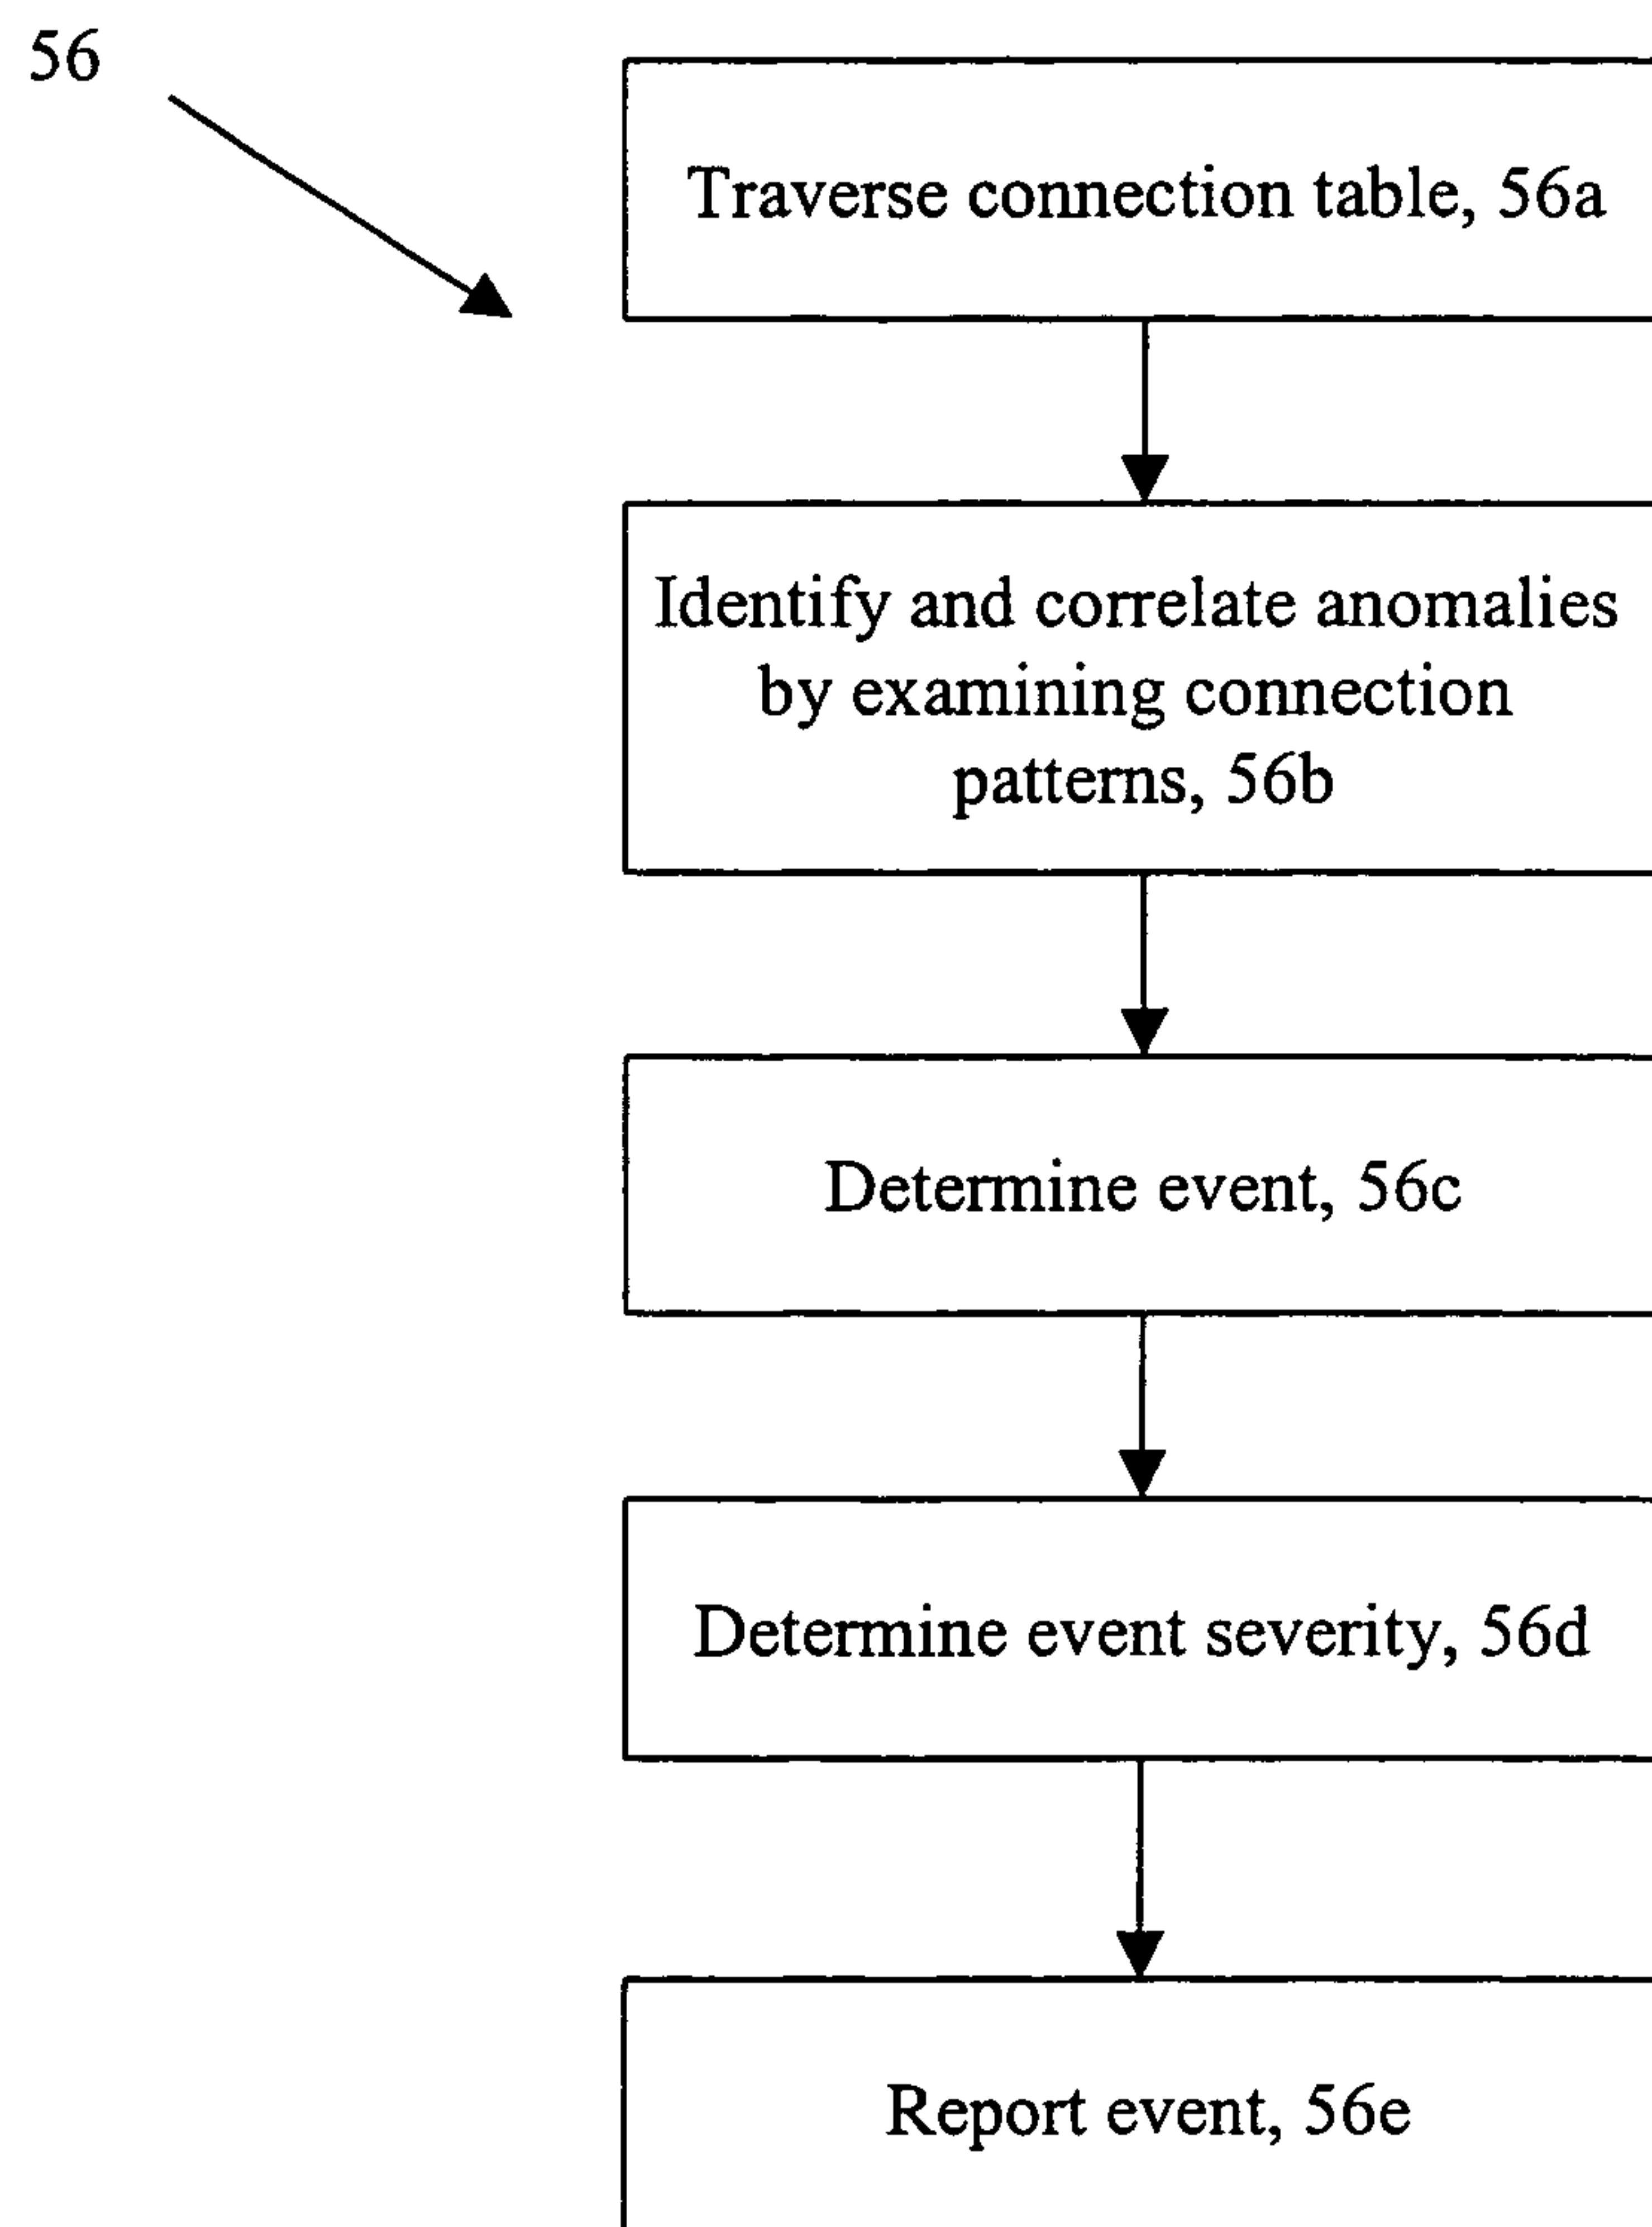 56
Traverse connection table, 56a
Identify and correlate anomalies
by examining connection
patterns, 56b
Determine event, 56c
Determine event severity, 56d
Report event, 56e